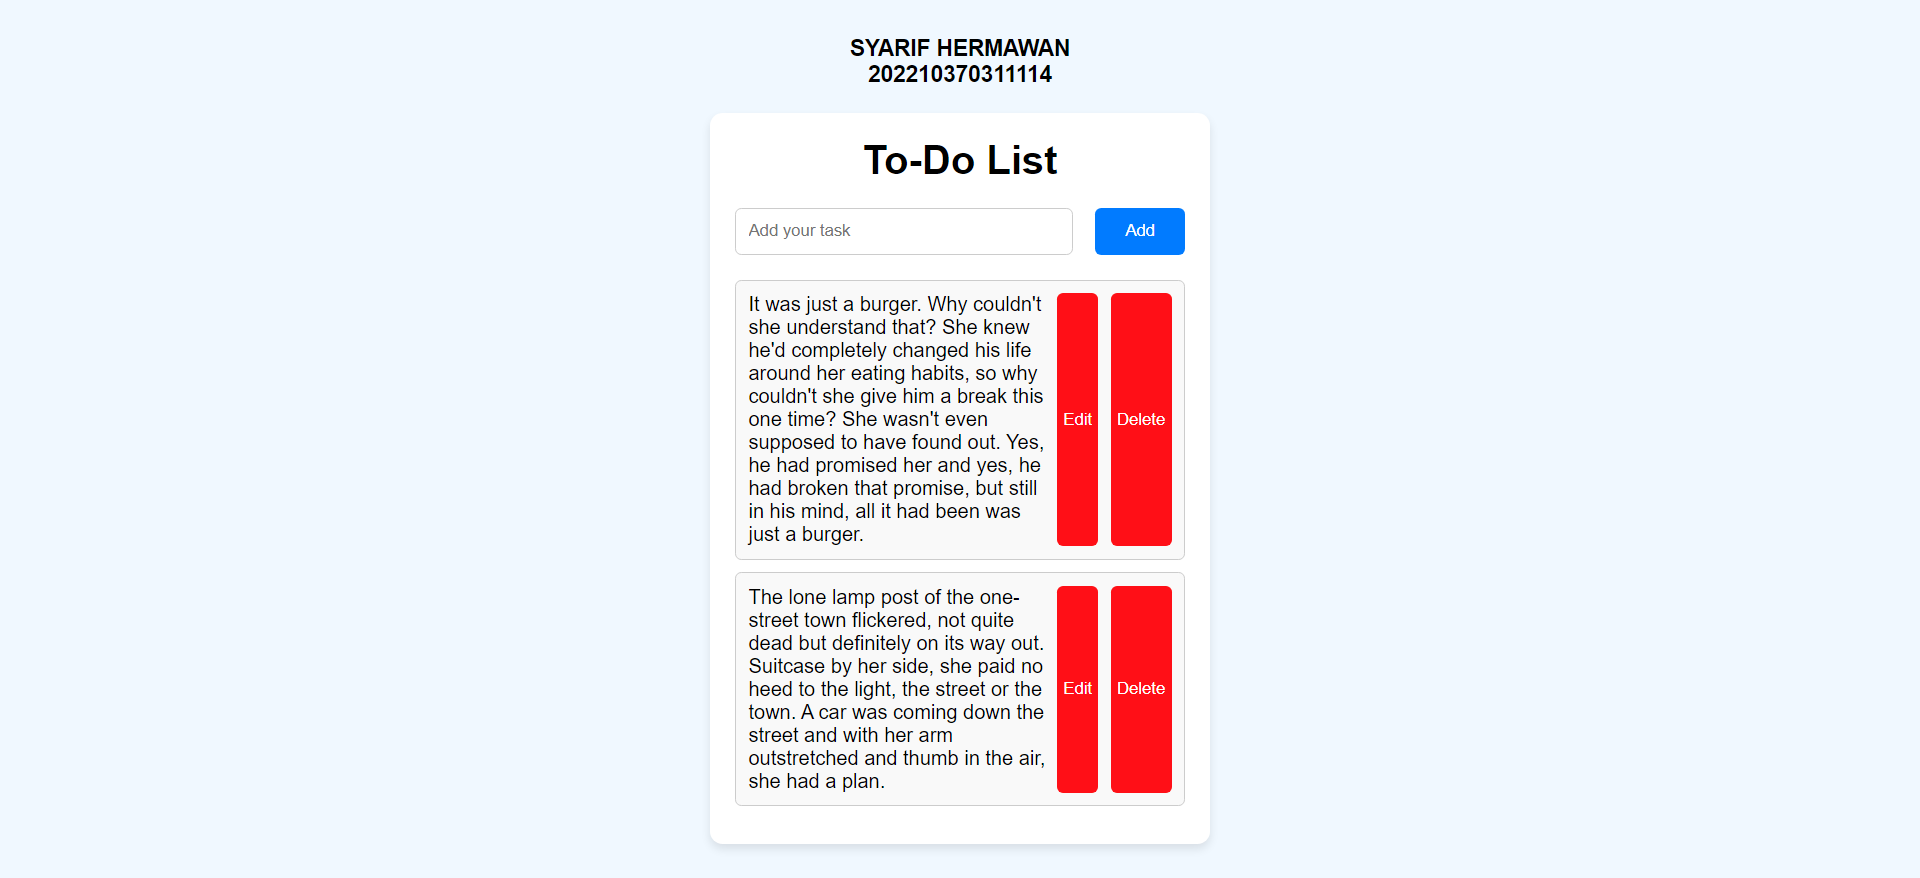 SYARIF HERMAWAN
202210370311114
To-Do List
Add your task
Add
It was just a burger. Why couldn't
she understand that? She knew
he'd completely changed his life
around her eating habits, so why
couldn't she give him a break this
one time? She wasn't even
supposed to have found out. Yes,
he had promised her and yes, he
had broken that promise, but still
in his mind, all it had been was
just a burger.
Edit
Delete
The lone lamp post of the one-
street town flickered, not quite
dead but definitely on its way out.
Suitcase by her side, she paid no
heed to the light, the street or the
town. A car was coming down the
street and with her arm
outstretched and thumb in the air,
she had a plan.
Edit
Delete